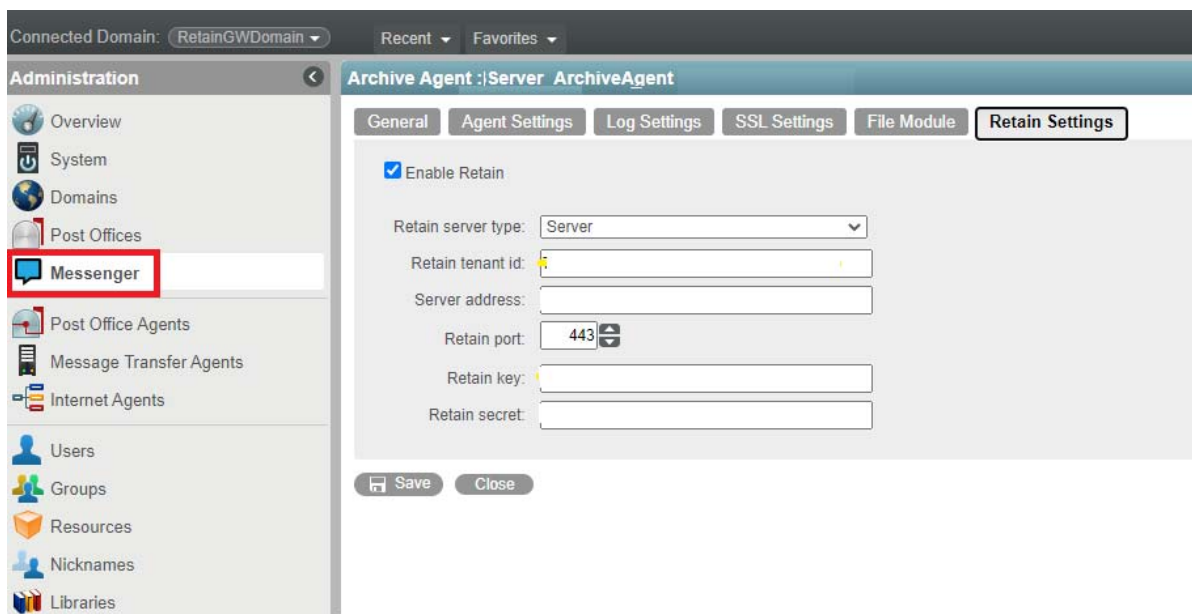 Connected Domain: RetainGWDomain Recent Favorites
Administration
Overview
System
Domains
Post Offices
Messenger
Post Office Agents
Message Transfer Agents
Internet Agents
Users
Groups
Resources
Nicknames
Libraries
Archive Agent : Server ArchiveAgent
General Agent Settings Log Settings SSL Settings File Module Retain Settings
Enable Retain
Retain server type: Server
Retain tenant id:
Server address:
Retain port: 443
Retain key:
Retain secret:
Save Close